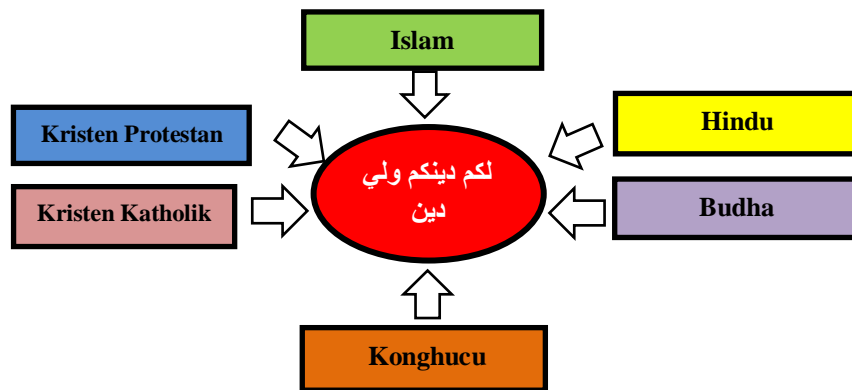 Islam
Kristen Protestan
Hindu
لكم دينكم ولي
دين
Kristen Katholik
Budha
Konghucu